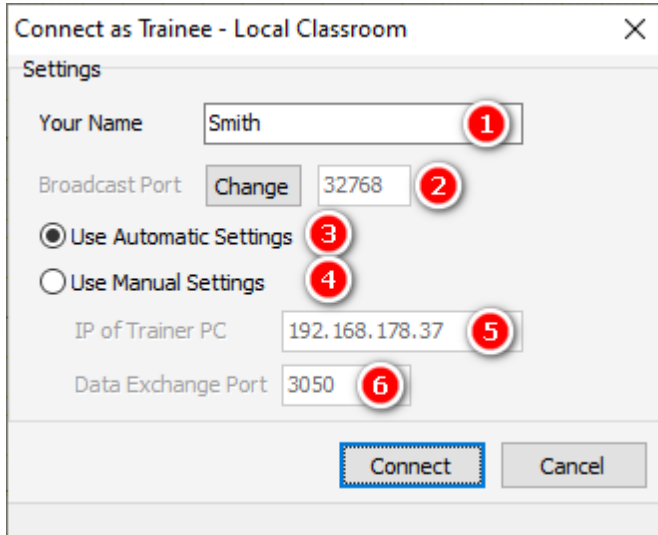 Connect as Trainee - Local Classroom
Settings
Your Name Smith 1
Broadcast Port Change 32768 2
Use Automatic Settings 3
Use Manual Settings 4
IP of Trainer PC 192.168.178.37 5
Data Exchange Port 3050 6
Connect Cancel